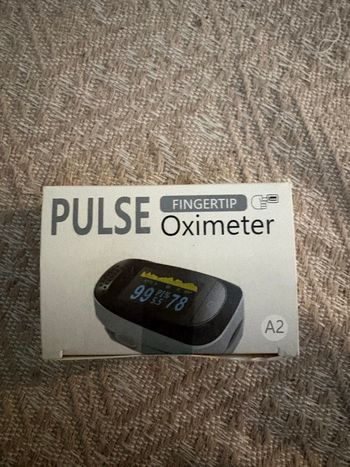 PULSE
FINGERTIP
Oximeter
99 78
A2